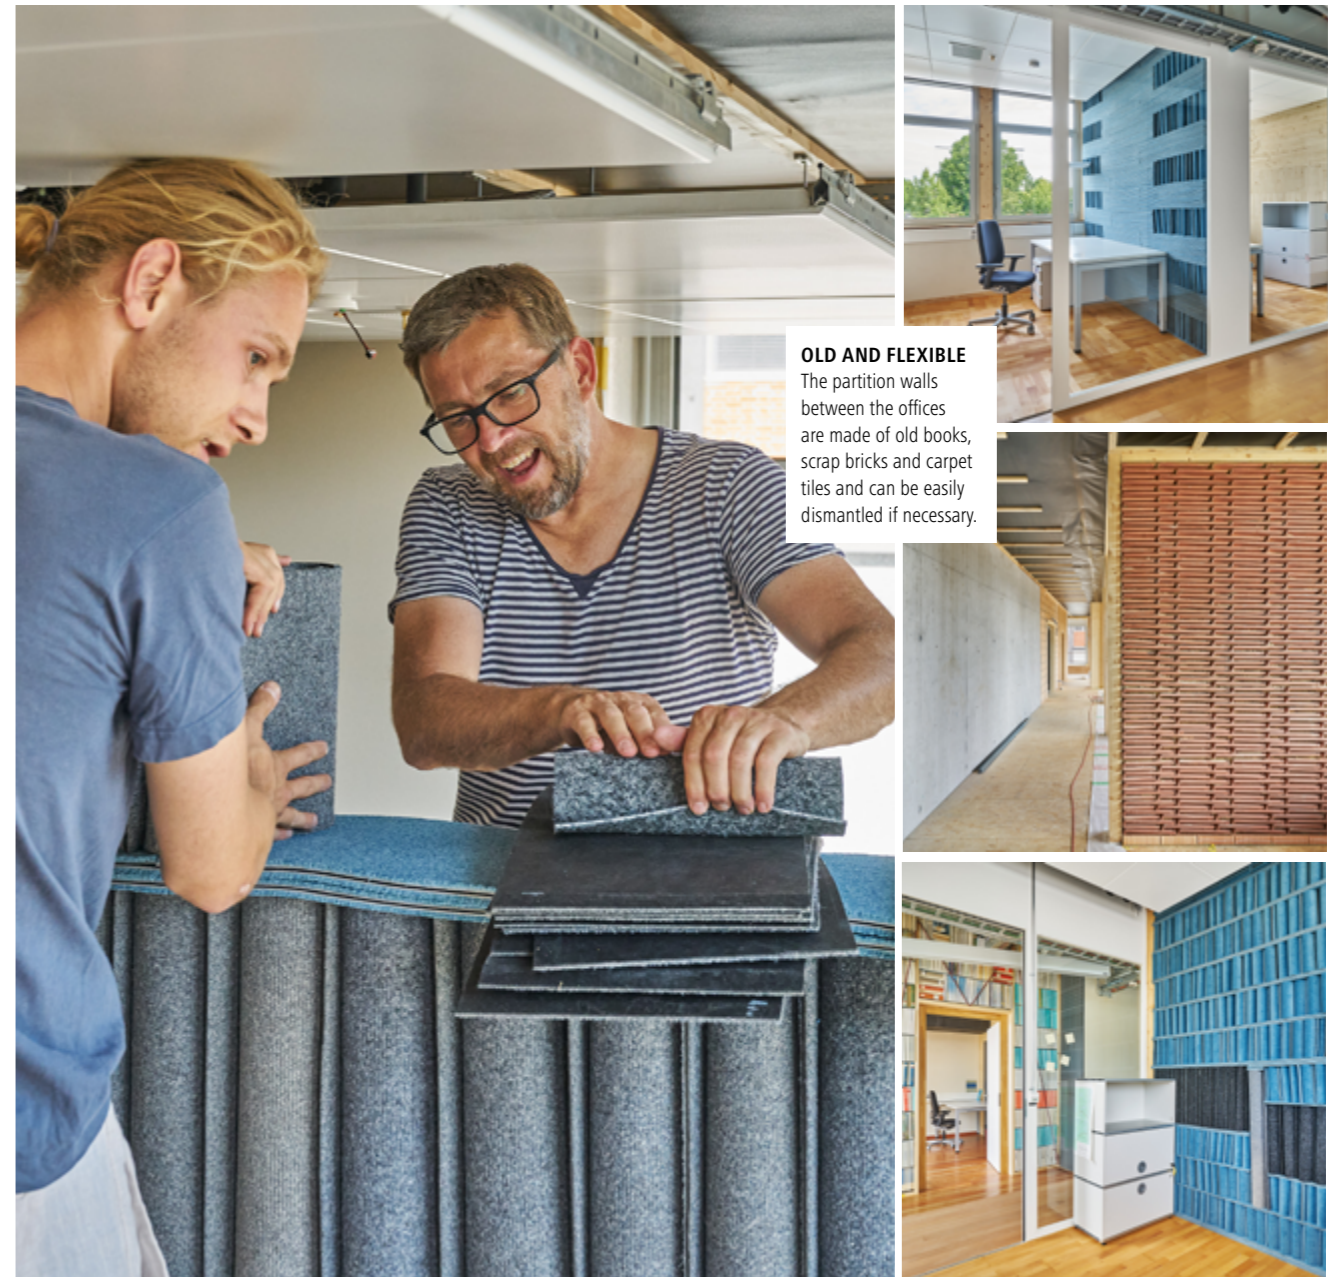 OLD AND FLEXIBLE
The partition walls
between the offices
are made of old books,
scrap bricks and carpet
tiles and can be easily
dismantled if necessary.